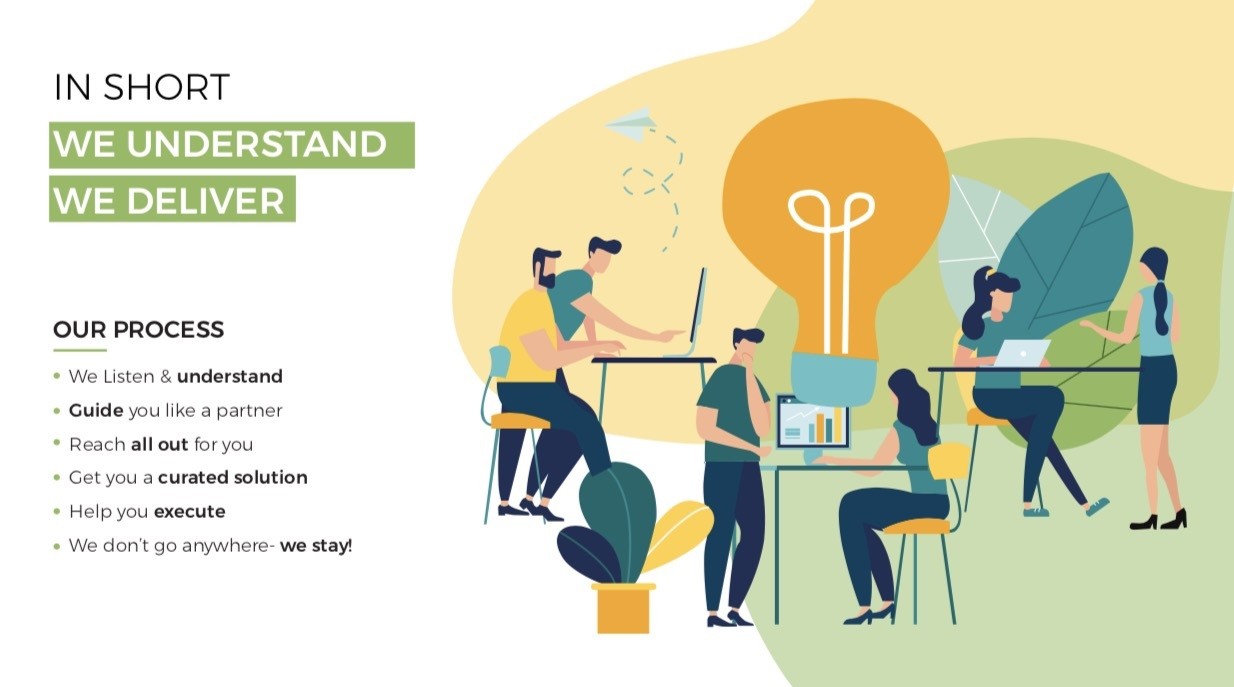 IN SHORT
WE UNDERSTAND
WE DELIVER
OUR PROCESS
• We Listen & understand
• Guide you like a partner
• Reach all out for you
• Get you a curated solution
• Help you execute
• We don’t go anywhere- we stay!